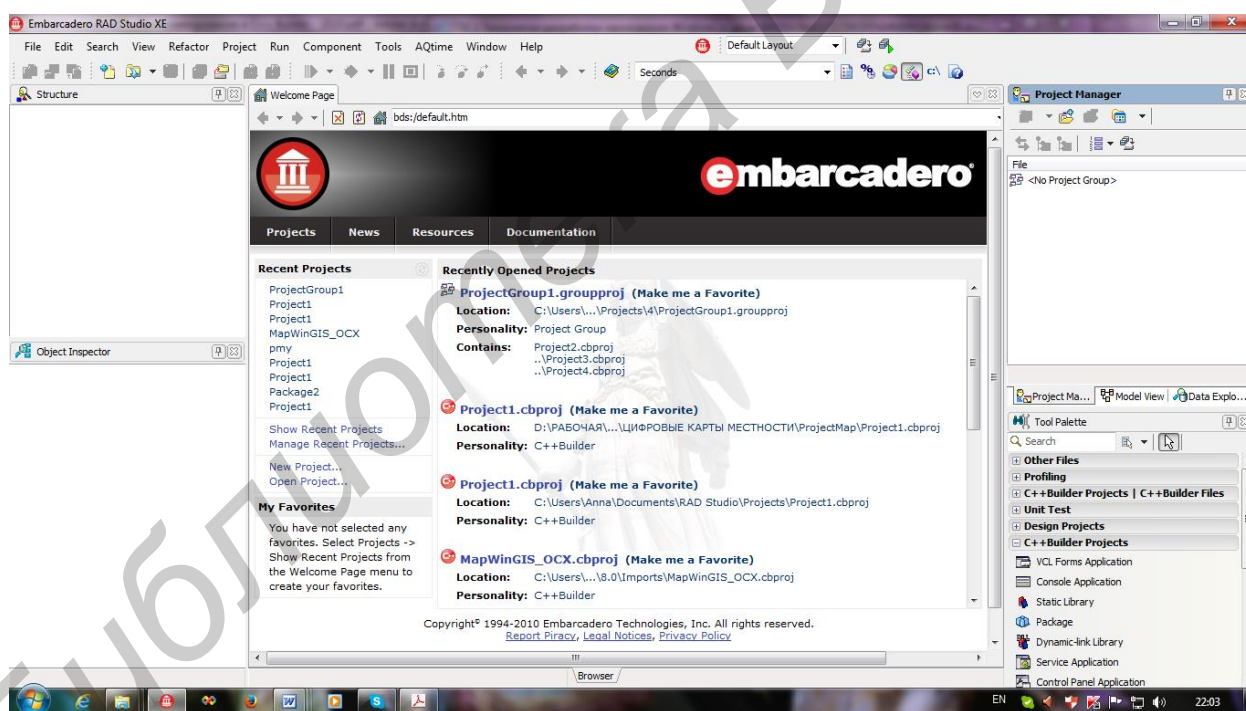 Embarcadero RAD Studio XE
File Edit Search View Refactor Project Run Component Tools AQtime Window Help
Default Layout
Seconds
Structure
Welcome Page
bds:/default.htm
embarcadero
Projects News Resources Documentation
Recent Projects
ProjectGroup1
Project1
Project1
MapWinGIS_OCX
pmy
Project1
Project1
Package2
Project1
Show Recent Projects
Manage Recent Projects...
New Project...
Open Project...
My Favorites
You have not selected any
favorites. Select Projects ->
Show Recent Projects from
the Welcome Page menu to
create your favorites.
Recently Opened Projects
ProjectGroup1.groupproj (Make me a Favorite)
Location: C:\Users\...\Projects\4\ProjectGroup1.groupproj
Personality: Project Group
Contains: Project2.cbproj
..\Project3.cbproj
..\Project4.cbproj
Project1.cbproj (Make me a Favorite)
Location: D:\РАБОЧАЯ\...\ЦИФРОВЫЕ КАРТЫ МЕСТНОСТИ\ProjectMap\Project1.cbproj
Personality: C++Builder
Project1.cbproj (Make me a Favorite)
Location: C:\Users\Anna\Documents\RAD Studio\Projects\Project1.cbproj
Personality: C++Builder
MapWinGIS_OCX.cbproj (Make me a Favorite)
Location: C:\Users\...\8.0\Imports\MapWinGIS_OCX.cbproj
Personality: C++Builder
Copyright© 1994-2010 Embarcadero Technologies, Inc. All rights reserved.
Report Piracy, Legal Notices, Privacy Policy
Browser
Object Inspector
Project Manager
File
<No Project Group>
Project Ma... Model View Data Explo...
Tool Palette
Search
Other Files
Profiling
C++Builder Projects | C++Builder Files
Unit Test
Design Projects
C++Builder Projects
VCL Forms Application
Console Application
Static Library
Package
Dynamic-link Library
Service Application
Control Panel Application
EN
22:03